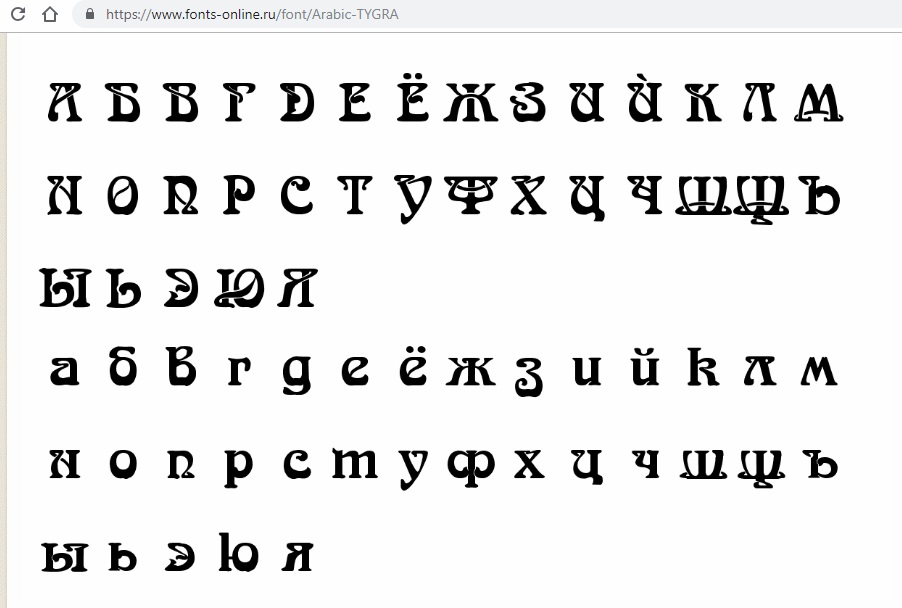 https://www.fonts-online.ru/font/Arabic-TYGRA
А Б В Г Д Е Ё Ж З И Ѝ К Л М
Н О П Р С Т У Ф Х Ц Ч Ш Щ Ъ
Ы Ь Э Ю Я
а б в г д е ё ж з и й к л м
н о п р с т у ф х ц ч ш щ ъ
ы ь э ю я